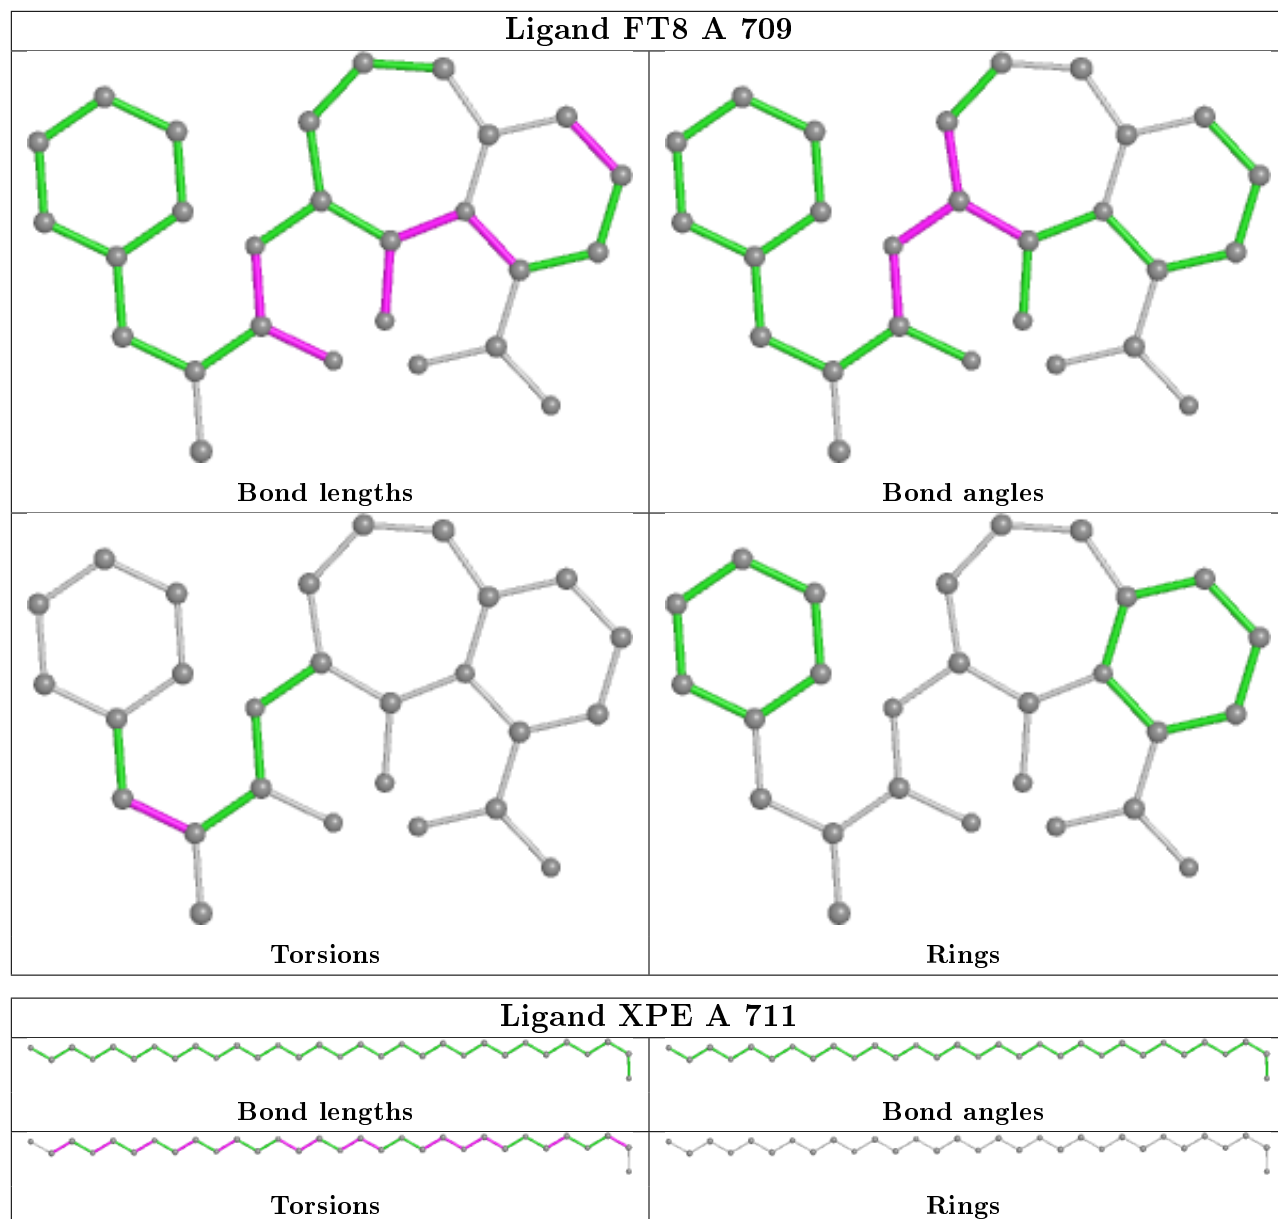 Ligand FT8 A 709
Bond lengths
Bond angles
Torsions
Rings
Ligand XPE A 711
Bond lengths
Bond angles
Torsions
Rings